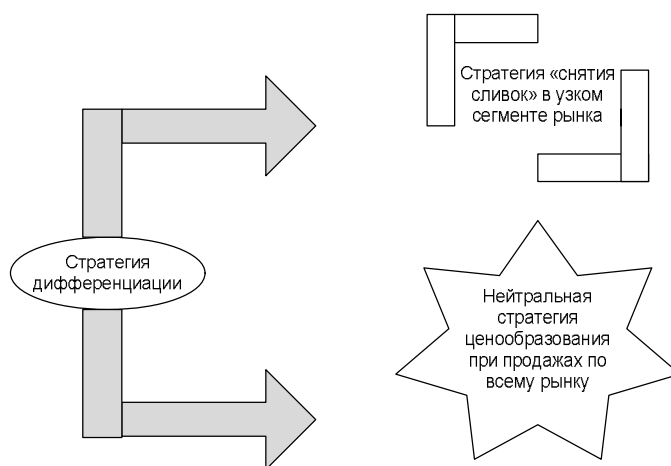 Стратегия «снятия
сливок» в узком
сегменте рынка
Стратегия
дифференциации
Нейтральная
стратегия
ценообразования
при продажах по
всему рынку